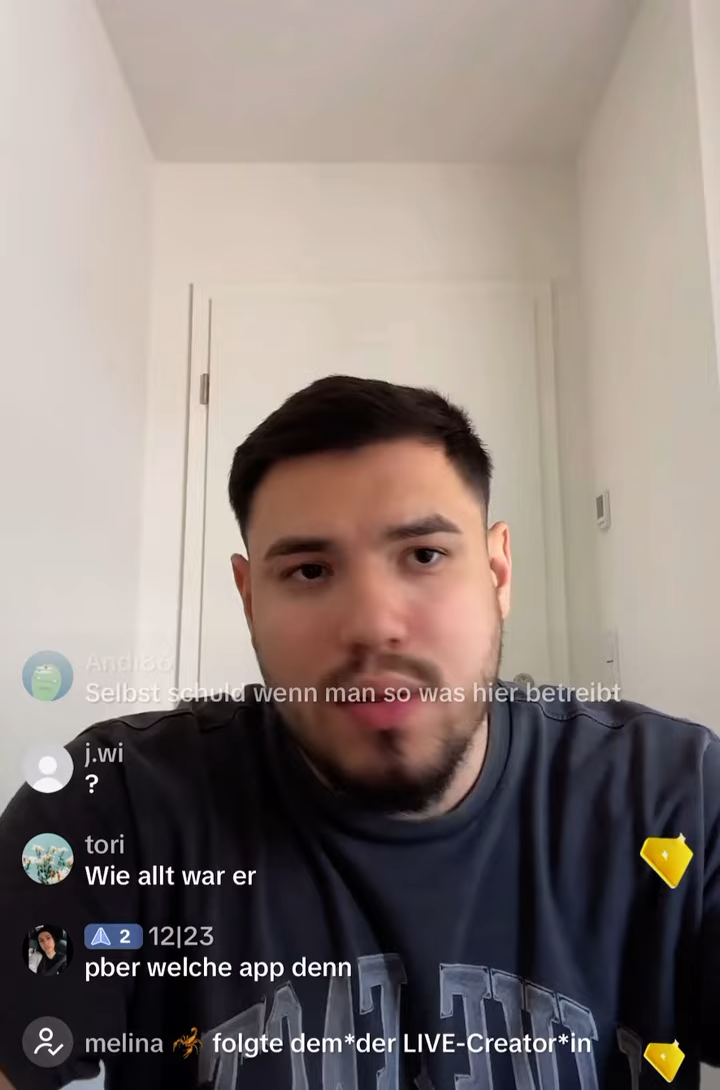 Andi86
Selbst schuld wenn man so was hier betreibt
j.wi
?
tori
Wie allt war er
2 12|23
pber welche app denn
melina 🦂 folgte dem*der LIVE-Creator*in